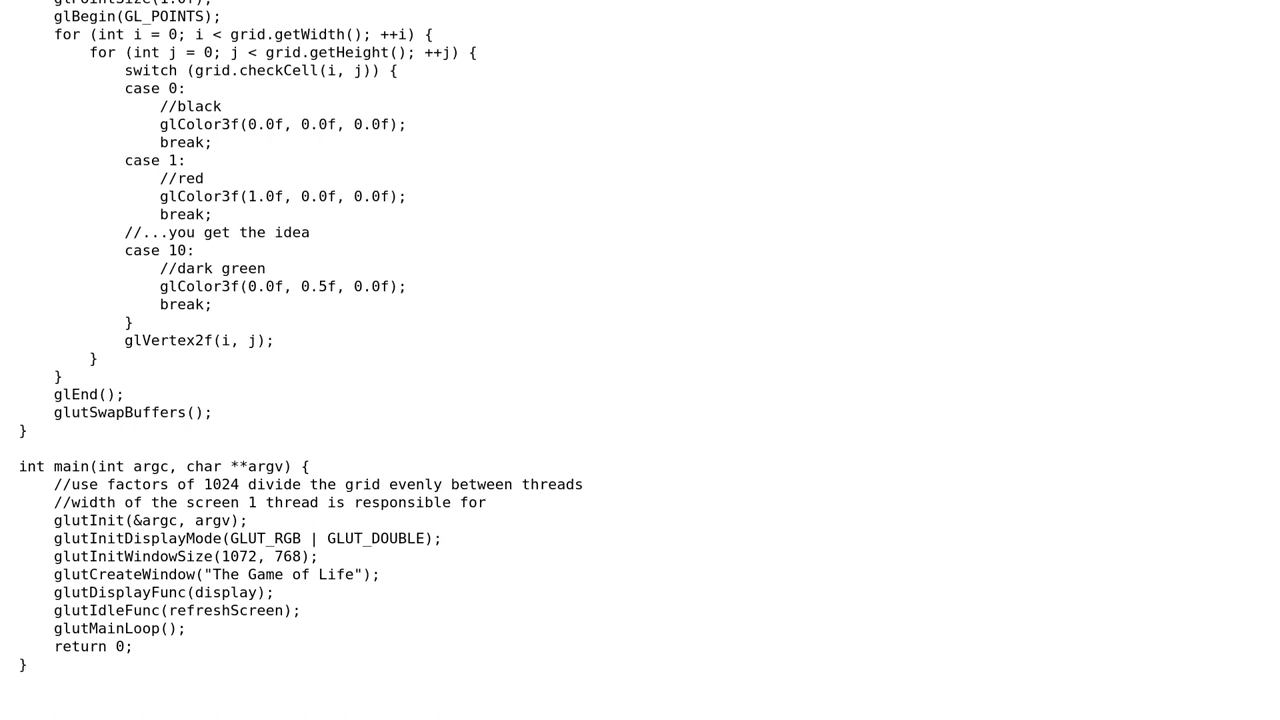 glPointSize(1.0f);
glBegin(GL_POINTS);
for (int i = 0; i < grid.getWidth(); ++i) {
for (int j = 0; j < grid.getHeight(); ++j) {
switch (grid.checkCell(i, j)) {
case 0:
//black
glColor3f(0.0f, 0.0f, 0.0f);
break;
case 1:
//red
glColor3f(1.0f, 0.0f, 0.0f);
break;
//...you get the idea
case 10:
//dark green
glColor3f(0.0f, 0.5f, 0.0f);
break;
}
glVertex2f(i, j);
}
}
glEnd();
glutSwapBuffers();
}
int main(int argc, char **argv) {
//use factors of 1024 divide the grid evenly between threads
//width of the screen 1 thread is responsible for
glutInit(&argc, argv);
glutInitDisplayMode(GLUT_RGB | GLUT_DOUBLE);
glutInitWindowSize(1072, 768);
glutCreateWindow("The Game of Life");
glutDisplayFunc(display);
glutIdleFunc(refreshScreen);
glutMainLoop();
return 0;
}